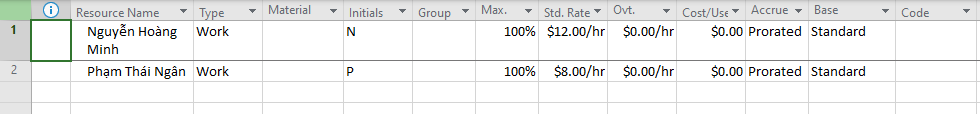 Resource Name Type Material Initials Group Max. Std. Rate Ovt. Cost/Use Accrue Base Code
1 Nguyễn Hoàng Minh Work N 100% $12.00/hr $0.00/hr $0.00 Prorated Standard
2 Phạm Thái Ngân Work P 100% $8.00/hr $0.00/hr $0.00 Prorated Standard